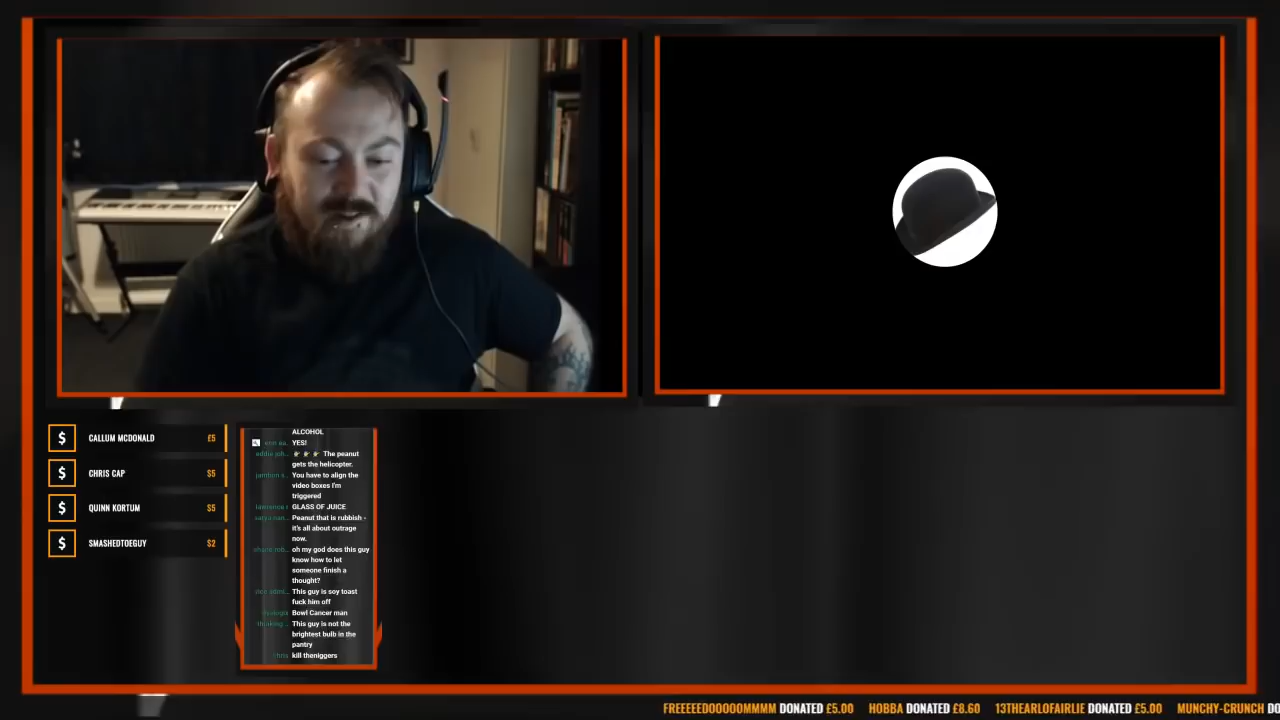 $ CALLUM MCDONALD £5
$ CHRIS CAP $5
$ QUINN KORTUM $5
$ SMASHEDTOEGUY $2
ALCOHOL
YES!
The peanut
gets the helicopter.
You have to align the
video boxes I'm
triggered
GLASS OF JUICE
Peanut that is rubbish -
it's all about outrage
now.
oh my god does this guy
know how to let
someone finish a
thought?
This guy is soy toast
fuck him off
Bowl Cancer man
thinking... This guy is not the
brightest bulb in the
pantry
chris kill theniggers
FREEEEDOOOOOMMMM DONATED £5.00 HOBBA DONATED £8.60 13THEARLOFAIRLIE DONATED £5.00 MUNCHY-CRUNCH DO